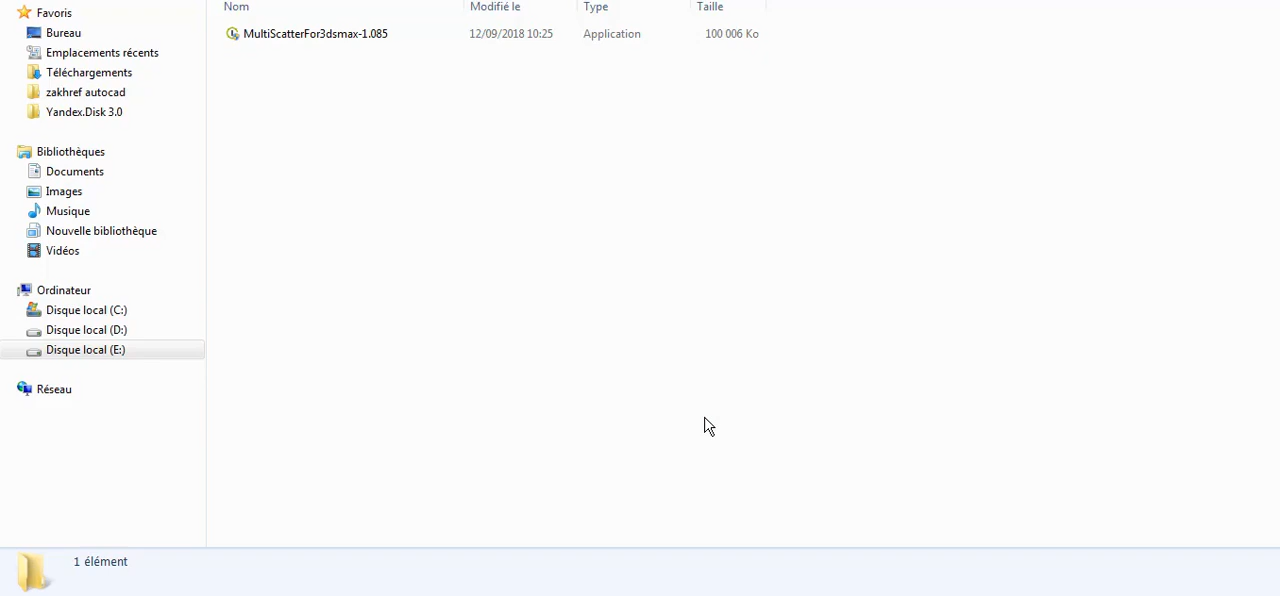 Nom Modifié le Type Taille
MultiScatterFor3dsmax-1.085 12/09/2018 10:25 Application 100 006 Ko
Favoris
Bureau
Emplacements récents
Téléchargements
zakhref autocad
Yandex.Disk 3.0
Bibliothèques
Documents
Images
Musique
Nouvelle bibliothèque
Vidéos
Ordinateur
Disque local (C:)
Disque local (D:)
Disque local (E:)
Réseau
1 élément